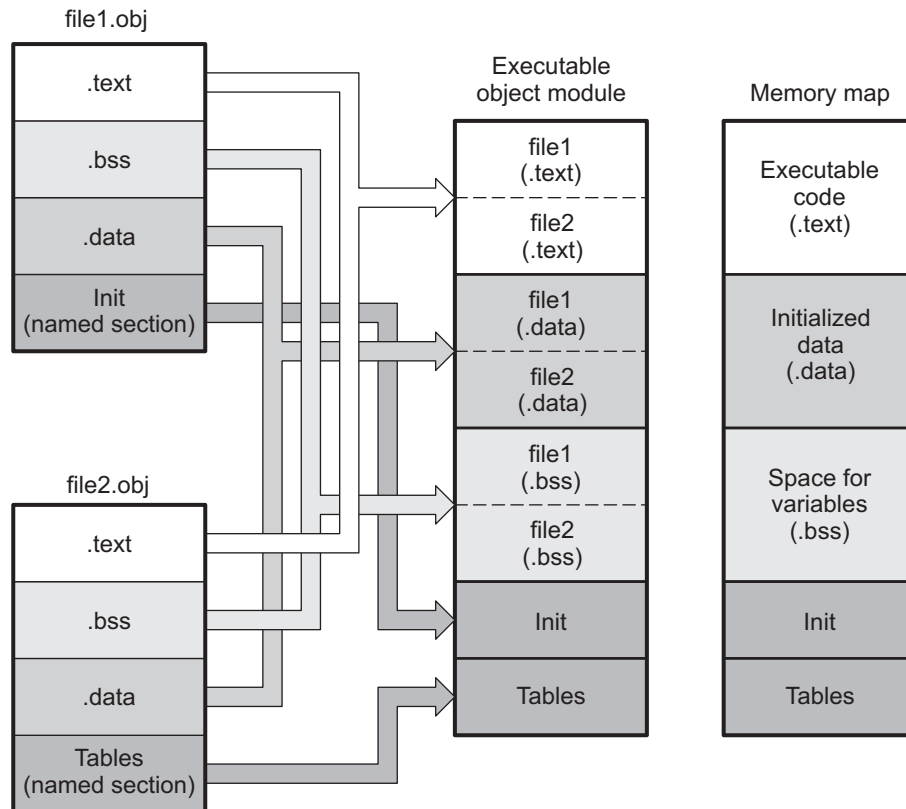 file1.obj
.text
.bss
.data
Init
(named section)
file2.obj
.text
.bss
.data
Tables
(named section)
Executable
object module
file1
(.text)
file2
(.text)
file1
(.data)
file2
(.data)
file1
(.bss)
file2
(.bss)
Init
Tables
Memory map
Executable
code
(.text)
Initialized
data
(.data)
Space for
variables
(.bss)
Init
Tables